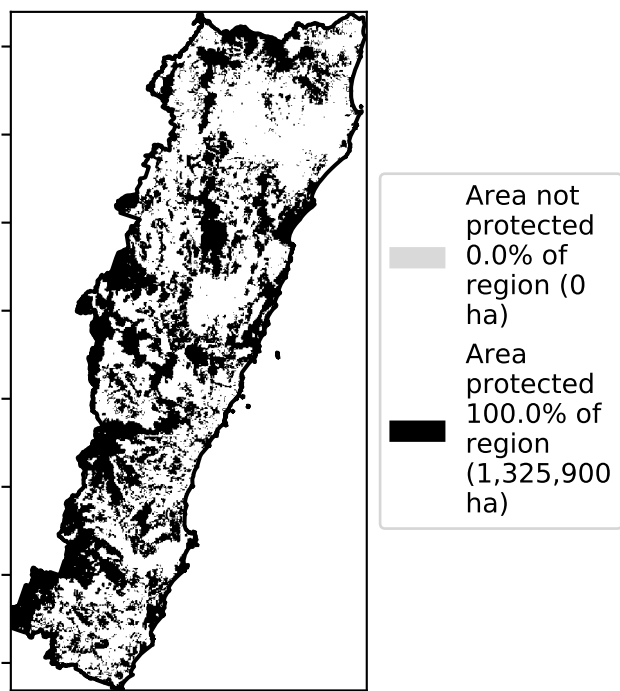 Area not
protected
0.0% of
region (0
ha)
Area
protected
100.0% of
region
(1,325,900
ha)